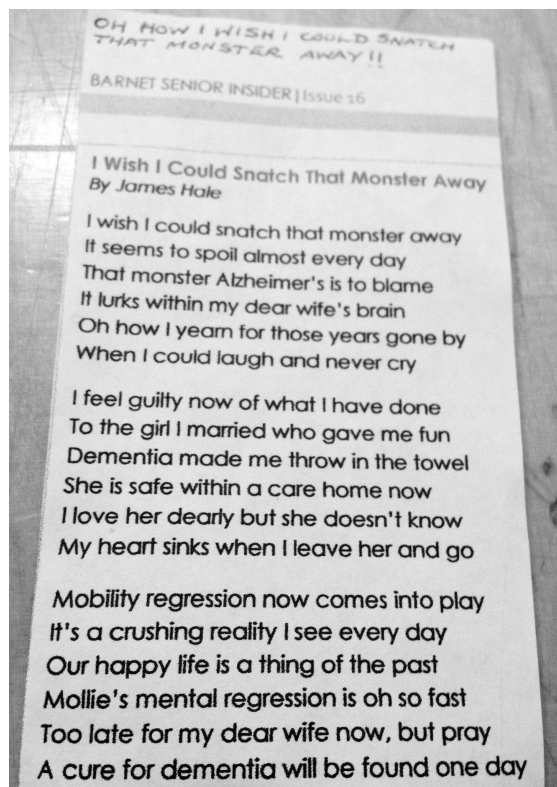 OH HOW I WISH I COULD SNATCH
THAT MONSTER AWAY!!
BARNET SENIOR INSIDER | Issue 16
I Wish I Could Snatch That Monster Away
By James Hale
I wish I could snatch that monster away
It seems to spoil almost every day
That monster Alzheimer's is to blame
It lurks within my dear wife's brain
Oh how I yearn for those years gone by
When I could laugh and never cry
I feel guilty now of what I have done
To the girl I married who gave me fun
Dementia made me throw in the towel
She is safe within a care home now
I love her dearly but she doesn't know
My heart sinks when I leave her and go
Mobility regression now comes into play
It's a crushing reality I see every day
Our happy life is a thing of the past
Mollie's mental regression is oh so fast
Too late for my dear wife now, but pray
A cure for dementia will be found one day